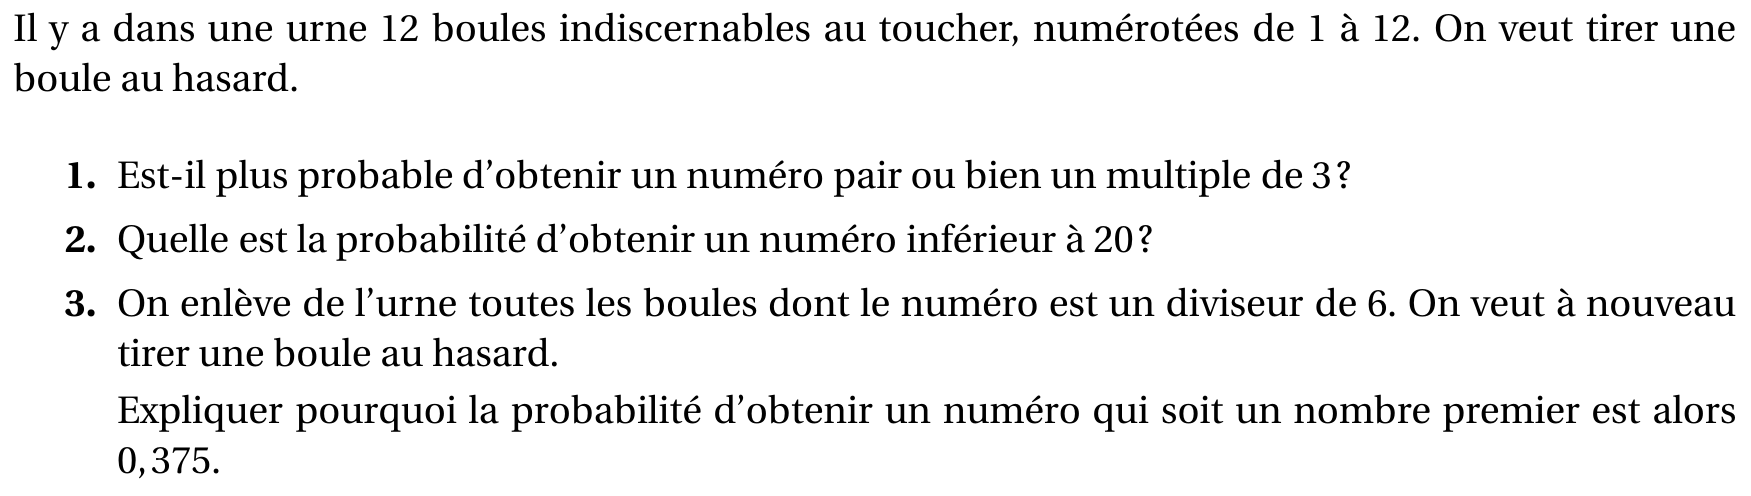 Il y a dans une urne 12 boules indiscernables au toucher, numérotées de 1 à 12. On veut tirer une
boule au hasard.
1. Est-il plus probable d’obtenir un numéro pair ou bien un multiple de 3?
2. Quelle est la probabilité d’obtenir un numéro inférieur à 20?
3. On enlève de l’urne toutes les boules dont le numéro est un diviseur de 6. On veut à nouveau
tirer une boule au hasard.
Expliquer pourquoi la probabilité d’obtenir un numéro qui soit un nombre premier est alors
0,375.